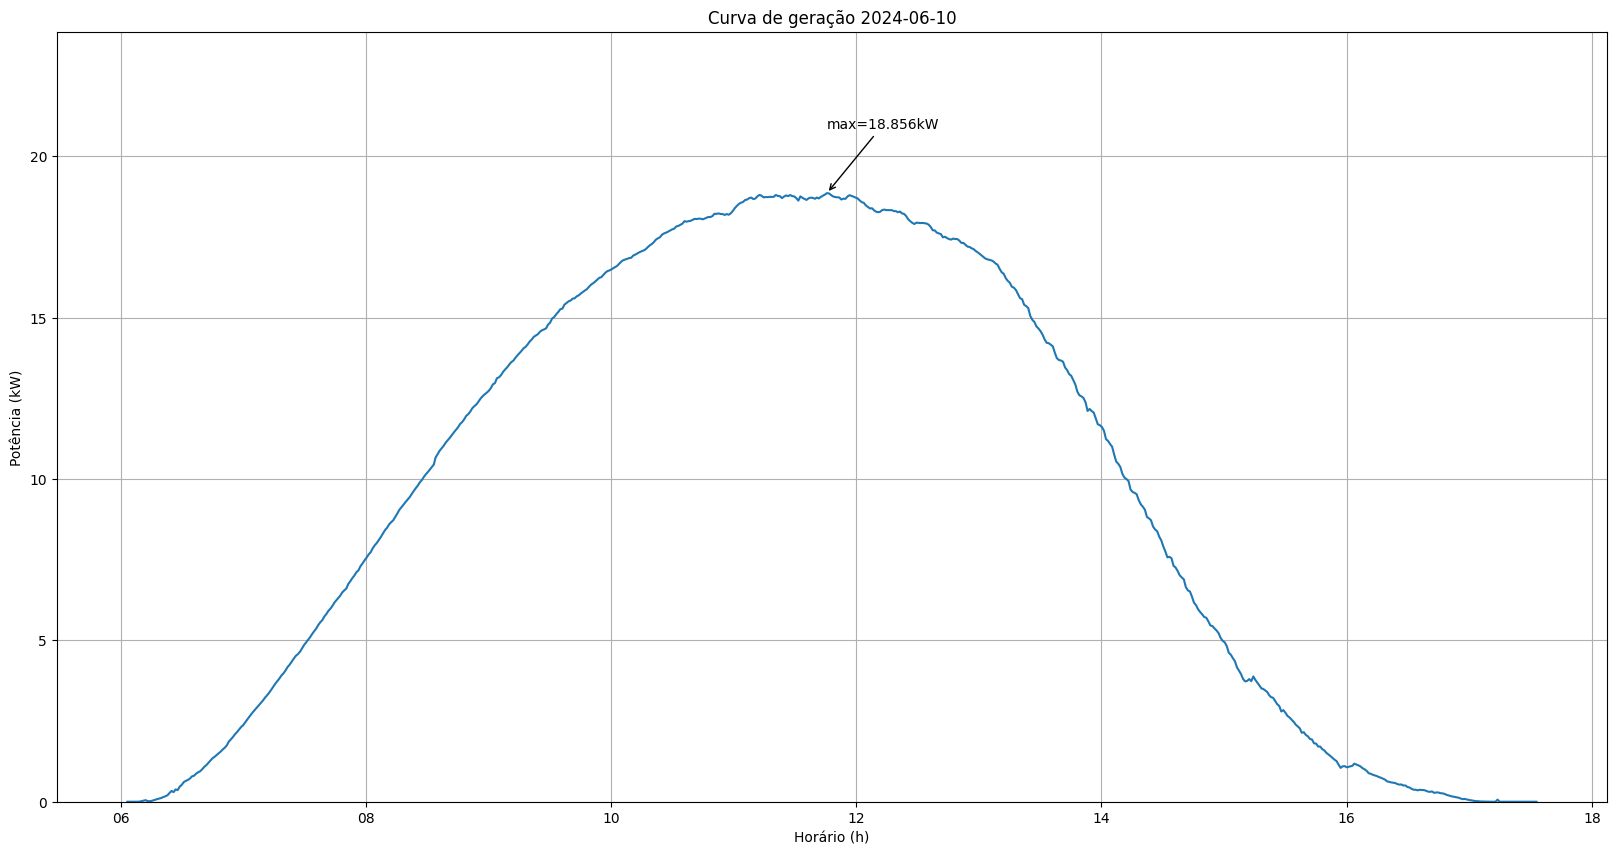 Curva de geração 2024-06-10
max=18.856kW
20
15
10
5
0
Potência (kW)
06 08 10 12 14 16 18
Horário (h)